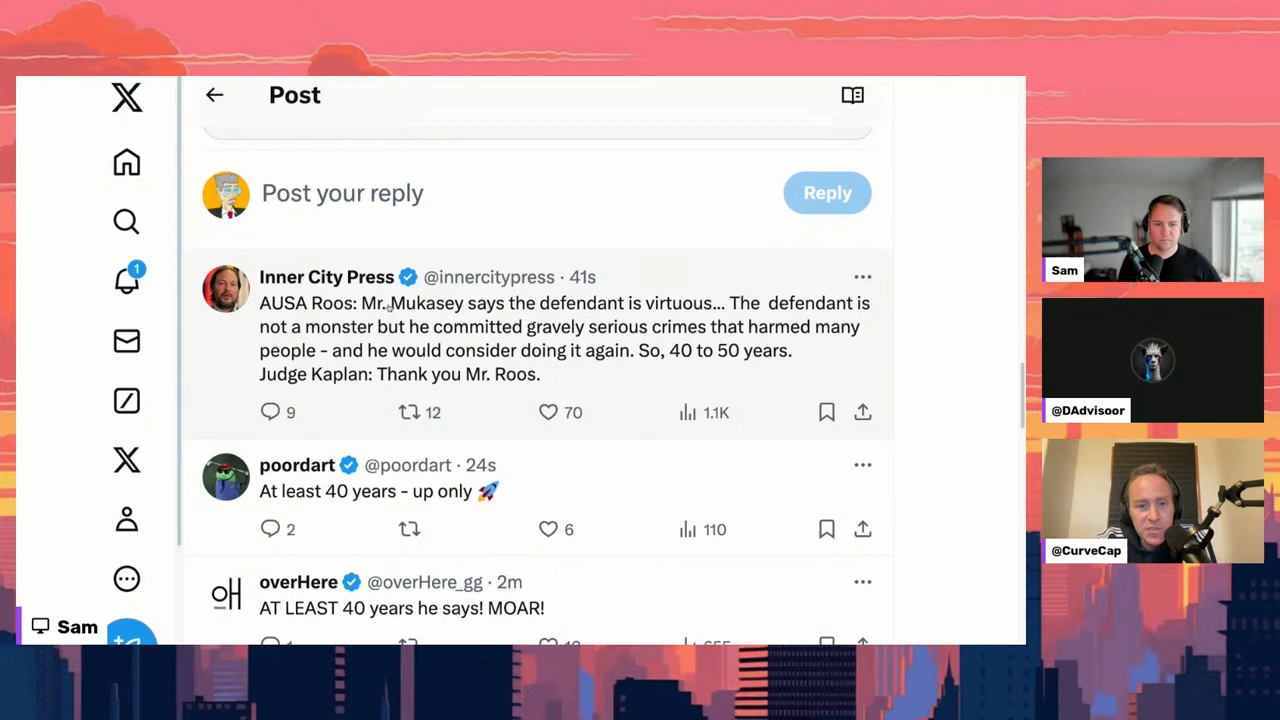 Post
Post your reply
Reply
1
Inner City Press @innercitypress · 41s
AUSA Roos: Mr. Mukasey says the defendant is virtuous... The defendant is
not a monster but he committed gravely serious crimes that harmed many
people - and he would consider doing it again. So, 40 to 50 years.
Judge Kaplan: Thank you Mr. Roos.
9 12 70 1.1K
poordart @poordart · 24s
At least 40 years - up only
2 6 110
overHere @overHere_gg · 2m
AT LEAST 40 years he says! MOAR!
Sam
Sam
@DAdvisoor
@CurveCap